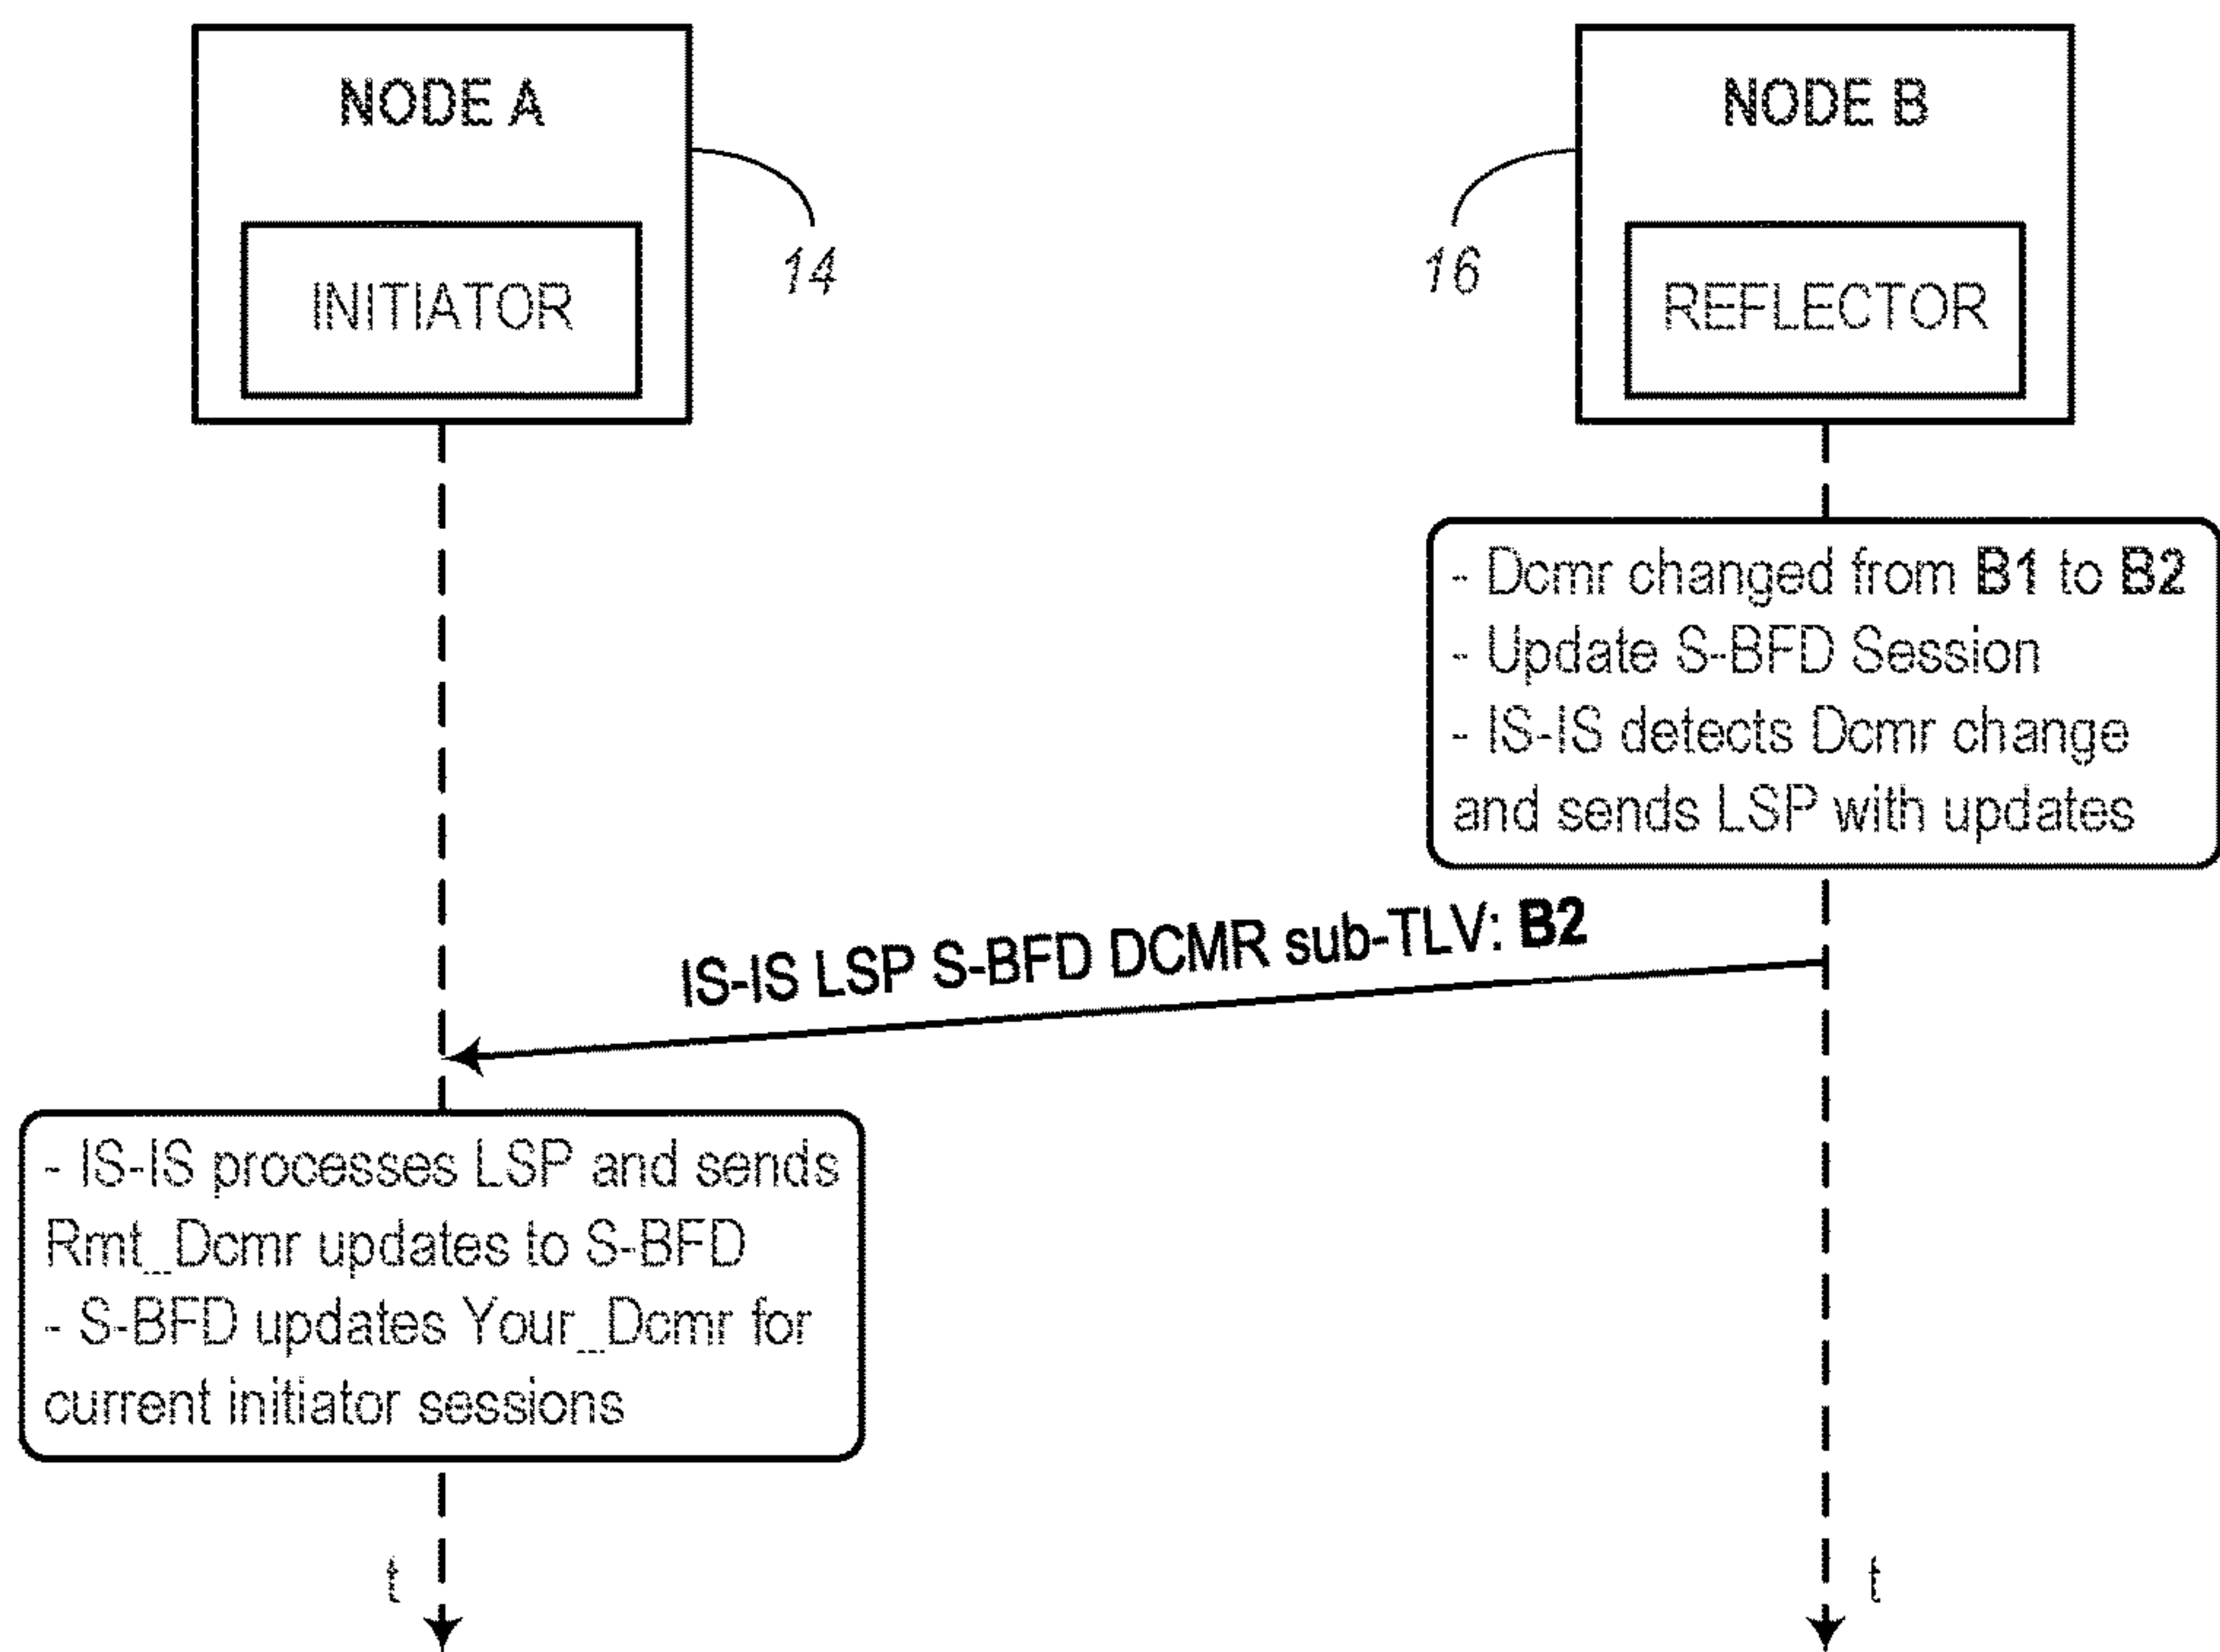 NODE A
INITIATOR
14
NODE B
REFLECTOR
16
- Dcmr changed from B1 to B2
- Update S-BFD Session
- IS-IS detects Dcmr change
and sends LSP with updates
IS-IS LSP S-BFD DCMR sub-TLV: B2
- IS-IS processes LSP and sends
Rmt_Dcmr updates to S-BFD
- S-BFD updates Your_Dcmr for
current initiator sessions
t
t